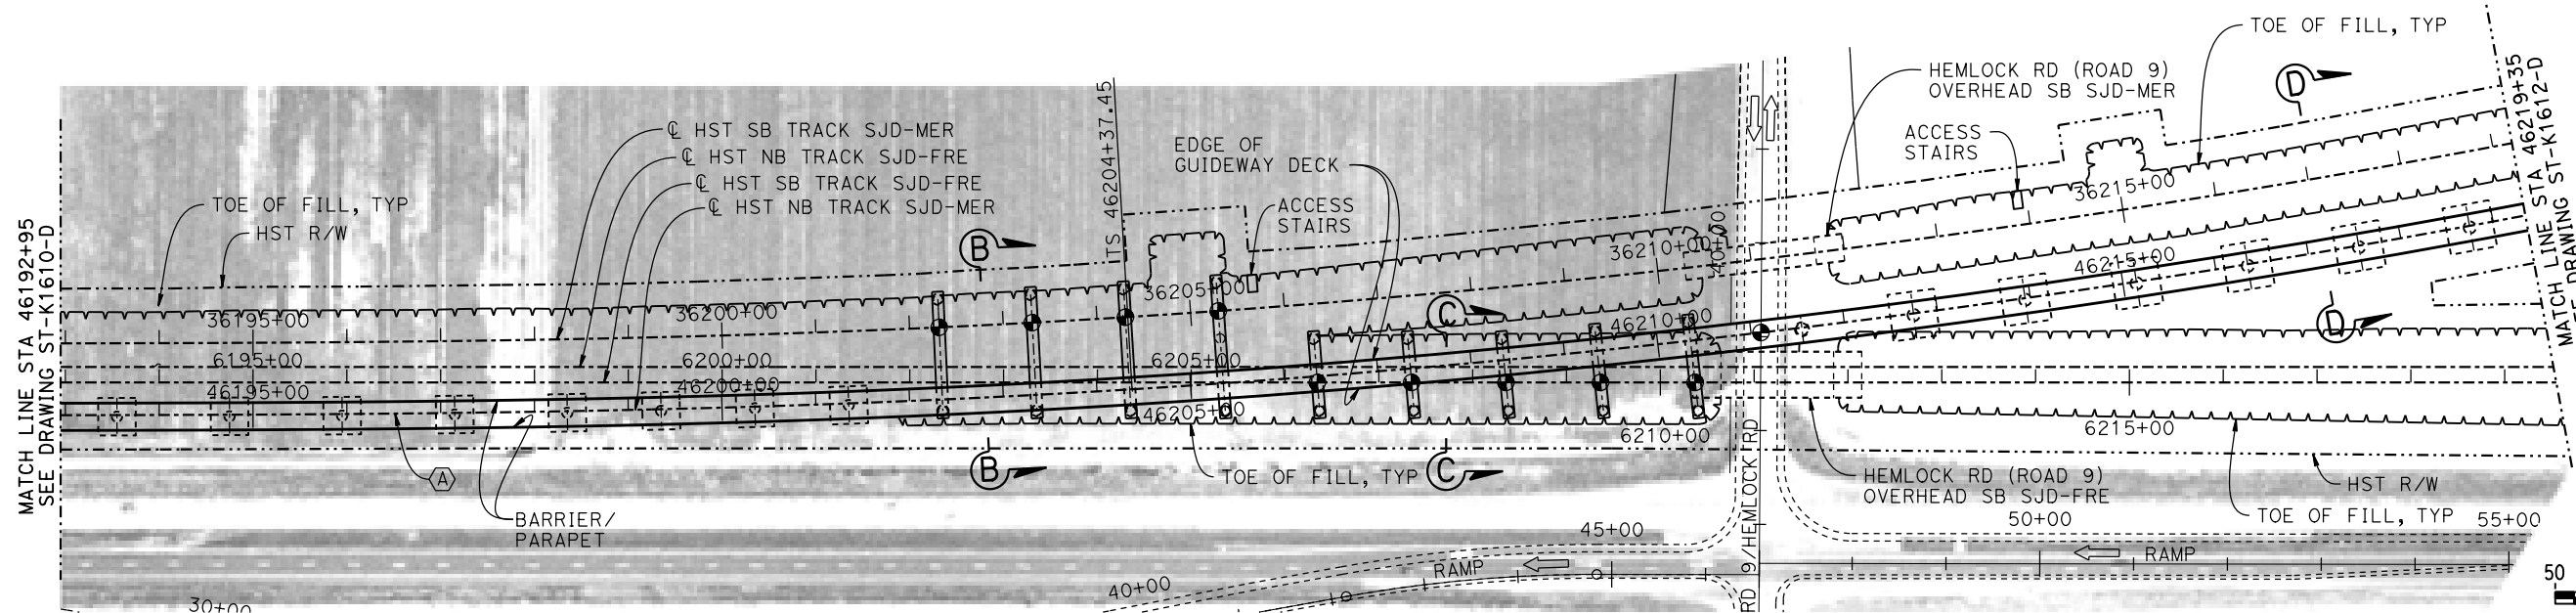 MATCH LINE STA 46192+95
SEE DRAWING ST-K1610-D
TOE OF FILL, TYP
HST R/W
℄ HST SB TRACK SJD-MER
℄ HST NB TRACK SJD-FRE
℄ HST SB TRACK SJD-FRE
℄ HST NB TRACK SJD-MER
36195+00
6195+00
46195+00
36200+00
6200+00
46200+00
A
BARRIER/
PARAPET
30+00
B
B
TTS 46204+37.45
36205+00
6205+00
46205+00
EDGE OF
GUIDEWAY DECK
ACCESS
STAIRS
TOE OF FILL, TYP
C
C
36210+00
46210+00
6210+00
40+00
40+00
RAMP
45+00
RD 9/HEMLOCK RD
HEMLOCK RD (ROAD 9)
OVERHEAD SB SJD-MER
ACCESS
STAIRS
TOE OF FILL, TYP
D
D
36215+00
46215+00
6215+00
HEMLOCK RD (ROAD 9)
OVERHEAD SB SJD-FRE
HST R/W
TOE OF FILL, TYP
50+00
55+00
RAMP
MATCH LINE STA 46219+35
DRAWING ST-K1612-D
50